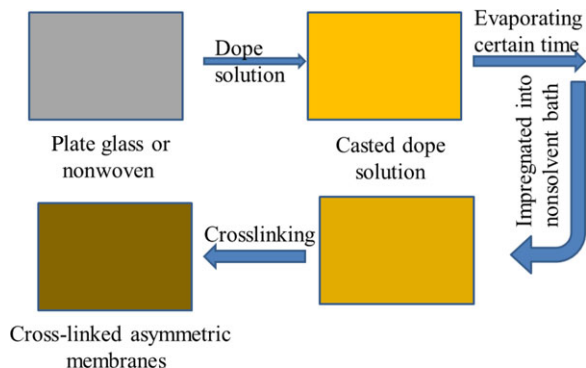 Dope
solution
Evaporating
certain time
Plate glass or
nonwoven
Casted dope
solution
Impregnated into
nonsolvent bath
Crosslinking
Cross-linked asymmetric
membranes